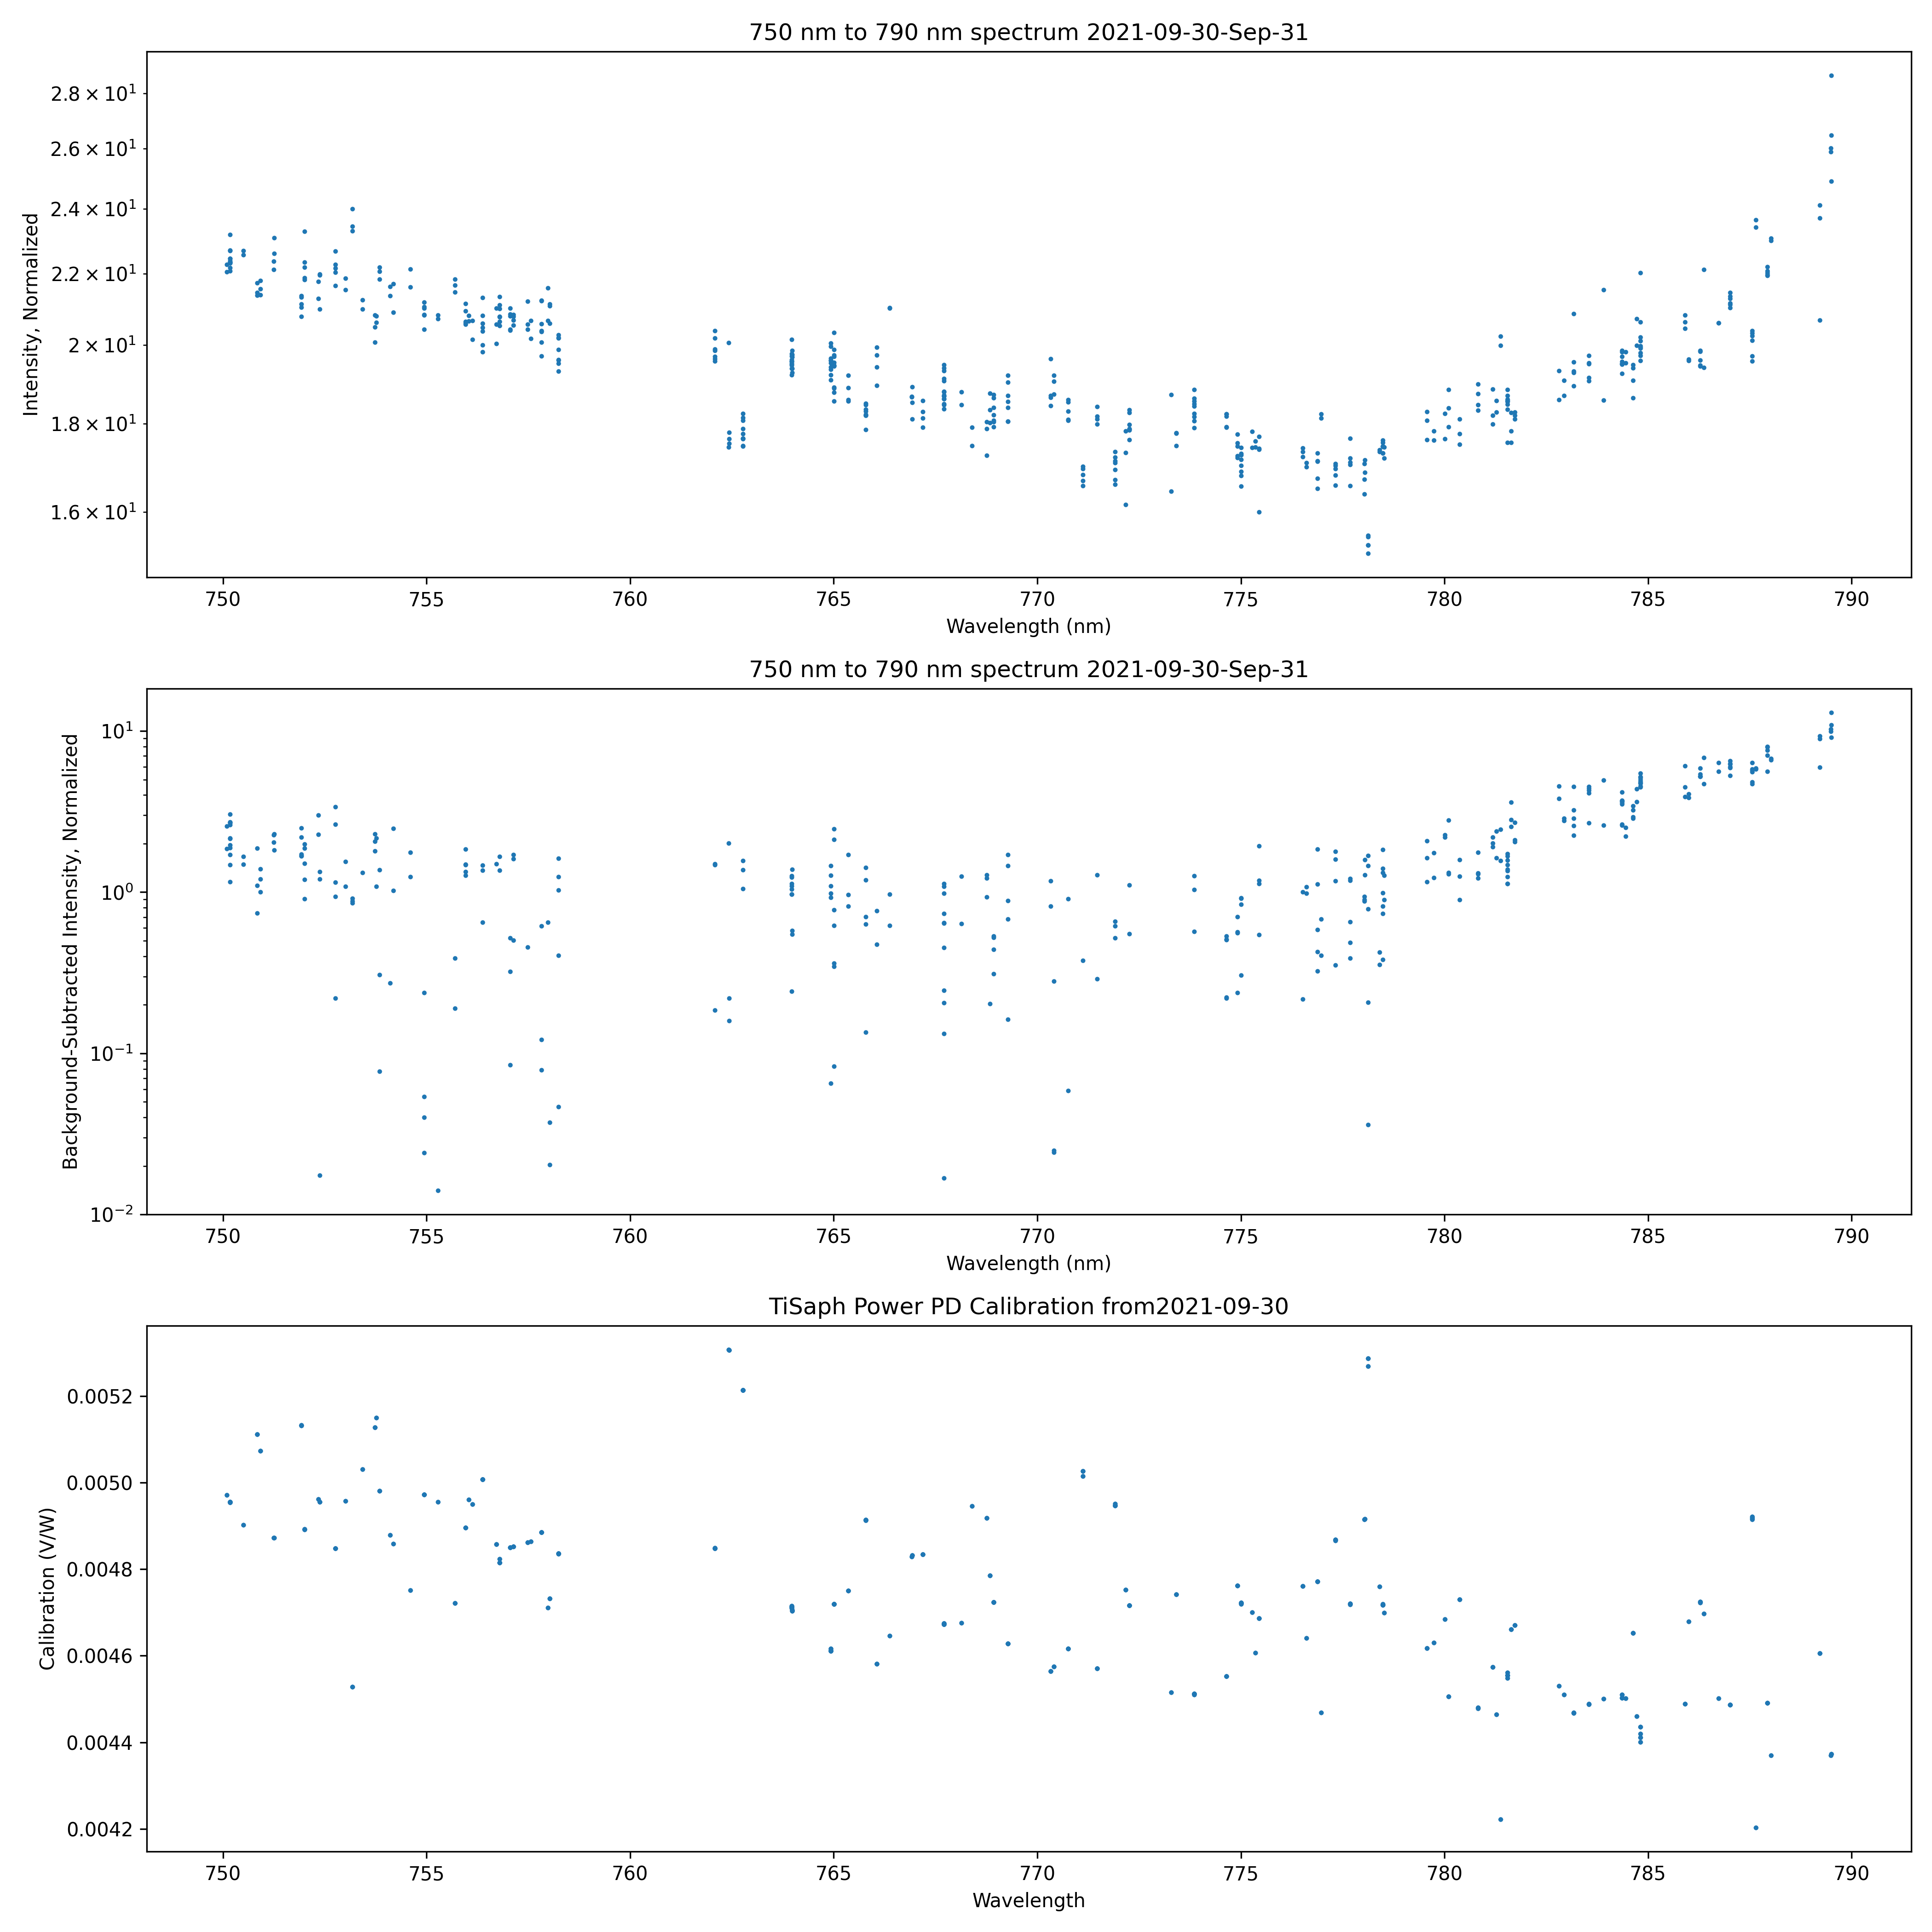 750 nm to 790 nm spectrum 2021-09-30-Sep-31
Intensity, Normalized
2.8 × 10¹
2.6 × 10¹
2.4 × 10¹
2.2 × 10¹
2 × 10¹
1.8 × 10¹
1.6 × 10¹
750 755 760 765 770 775 780 785 790
Wavelength (nm)
750 nm to 790 nm spectrum 2021-09-30-Sep-31
Background-Subtracted Intensity, Normalized
10¹
10⁰
10⁻¹
10⁻²
750 755 760 765 770 775 780 785 790
Wavelength (nm)
TiSaph Power PD Calibration from2021-09-30
Calibration (V/W)
0.0052
0.0050
0.0048
0.0046
0.0044
0.0042
750 755 760 765 770 775 780 785 790
Wavelength